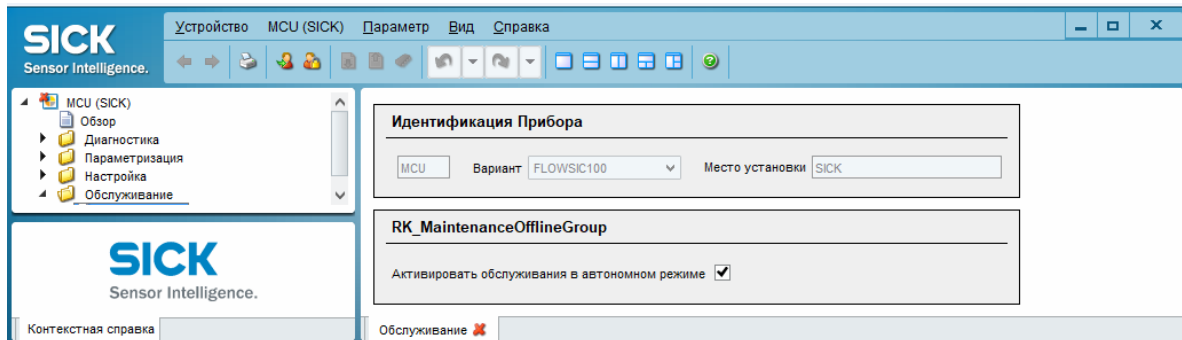 SICK
Sensor Intelligence.
Устройство MCU (SICK) Параметр Вид Справка
MCU (SICK)
Обзор
Диагностика
Параметризация
Настройка
Обслуживание
SICK
Sensor Intelligence.
Контекстная справка
Идентификация Прибора
MCU Вариант FLOWSIC100 Место установки SICK
RK_MaintenanceOfflineGroup
Активировать обслуживания в автономном режиме
Обслуживание